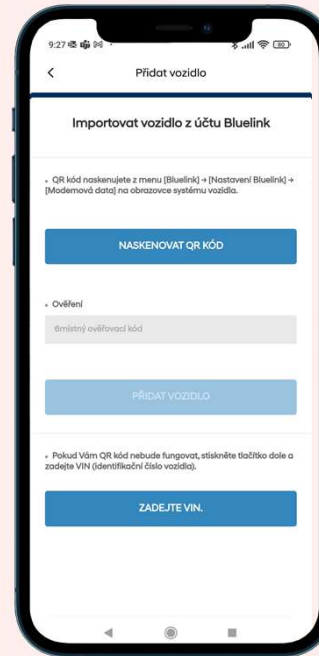 9:27
80
Přidat vozidlo
Importovat vozidlo z účtu Bluelink
QR kód naskenujete z menu [Bluelink] → [Nastavení Bluelink] →
[Modemová data] na obrazovce systému vozidla.
NASKENOVAT QR KÓD
Ověření
6místný ověřovací kód
PŘIDAT VOZIDLO
Pokud Vám QR kód nebude fungovat, stiskněte tlačítko dole a
zadejte VIN (identifikační číslo vozidla).
ZADEJTE VIN.